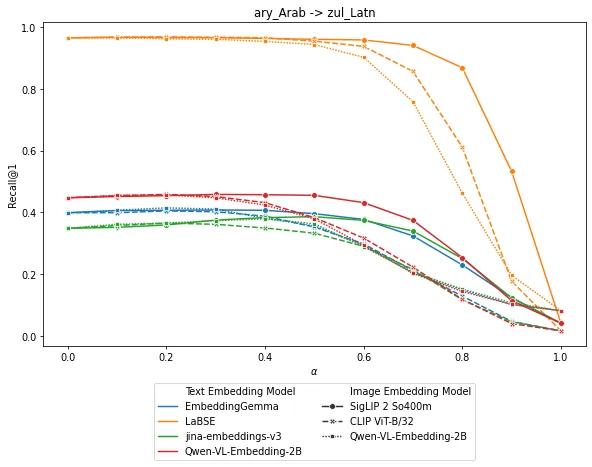 ary_Arab -> zul_Latn
Recall@1
1.0
0.8
0.6
0.4
0.2
0.0
0.0 0.2 0.4 0.6 0.8 1.0
α
Text Embedding Model
EmbeddingGemma
LaBSE
jina-embeddings-v3
Qwen-VL-Embedding-2B
Image Embedding Model
SigLIP 2 So400m
CLIP ViT-B/32
Qwen-VL-Embedding-2B